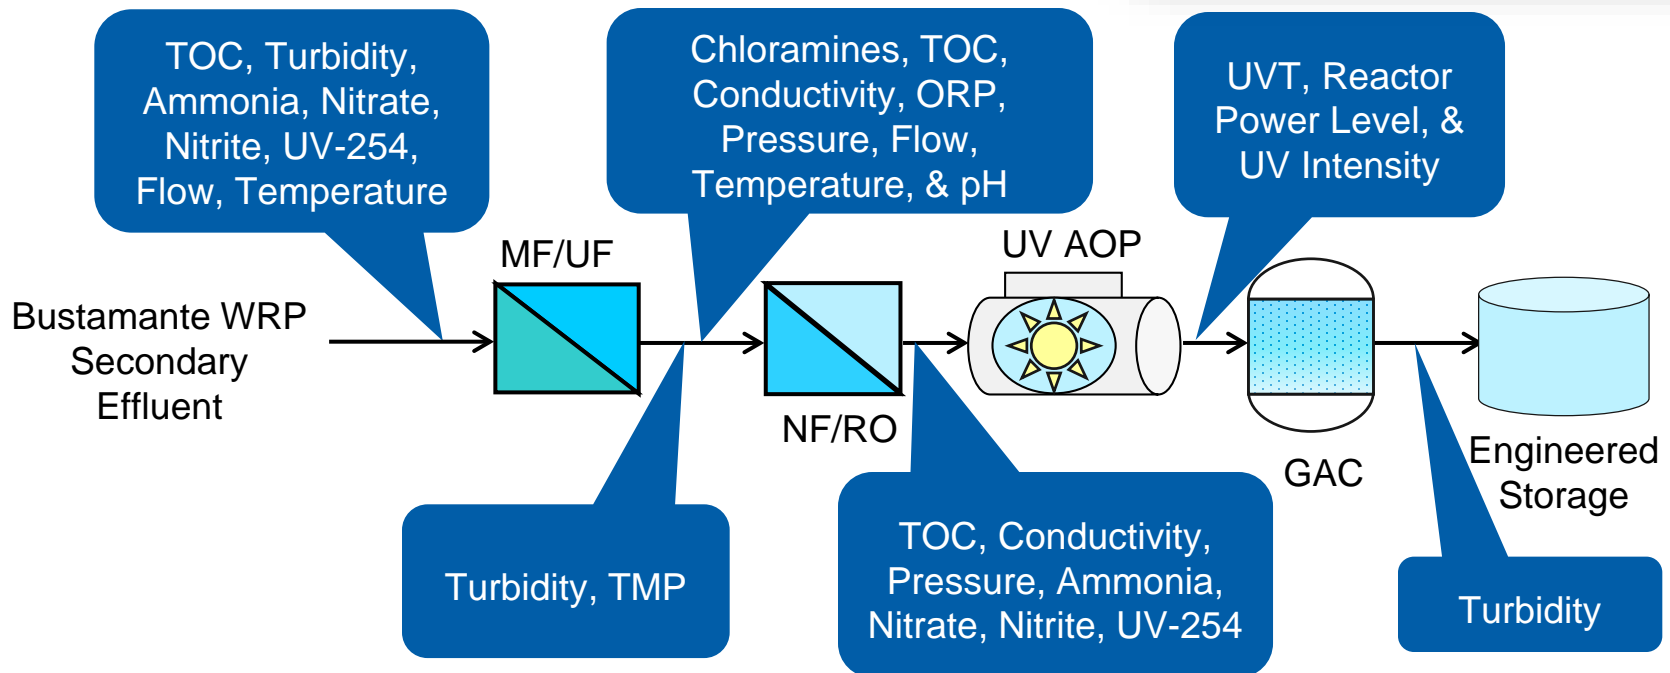 TOC, Turbidity,
Ammonia, Nitrate,
Nitrite, UV-254,
Flow, Temperature
Chloramines, TOC,
Conductivity, ORP,
Pressure, Flow,
Temperature, & pH
UVT, Reactor
Power Level, &
UV Intensity
MF/UF
UV AOP
Bustamante WRP
Secondary
Effluent
NF/RO
GAC
Engineered
Storage
Turbidity, TMP
TOC, Conductivity,
Pressure, Ammonia,
Nitrate, Nitrite, UV-254
Turbidity